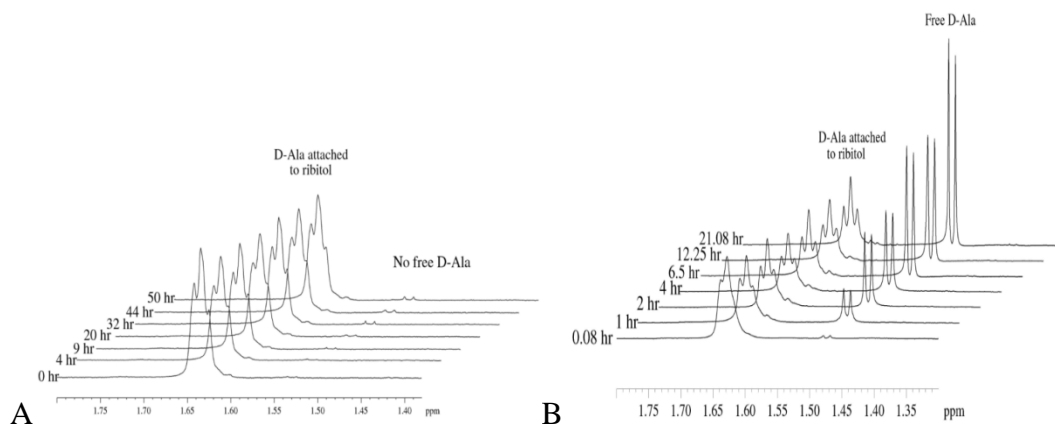 D-Ala attached
to ribitol
No free D-Ala
50 hr
44 hr
32 hr
20 hr
9 hr
4 hr
0 hr
1.75 1.70 1.65 1.60 1.55 1.50 1.45 1.40 ppm
A
Free D-Ala
D-Ala attached
to ribitol
21.08 hr
12.25 hr
6.5 hr
4 hr
2 hr
1 hr
0.08 hr
1.75 1.70 1.65 1.60 1.55 1.50 1.45 1.40 1.35 ppm
B